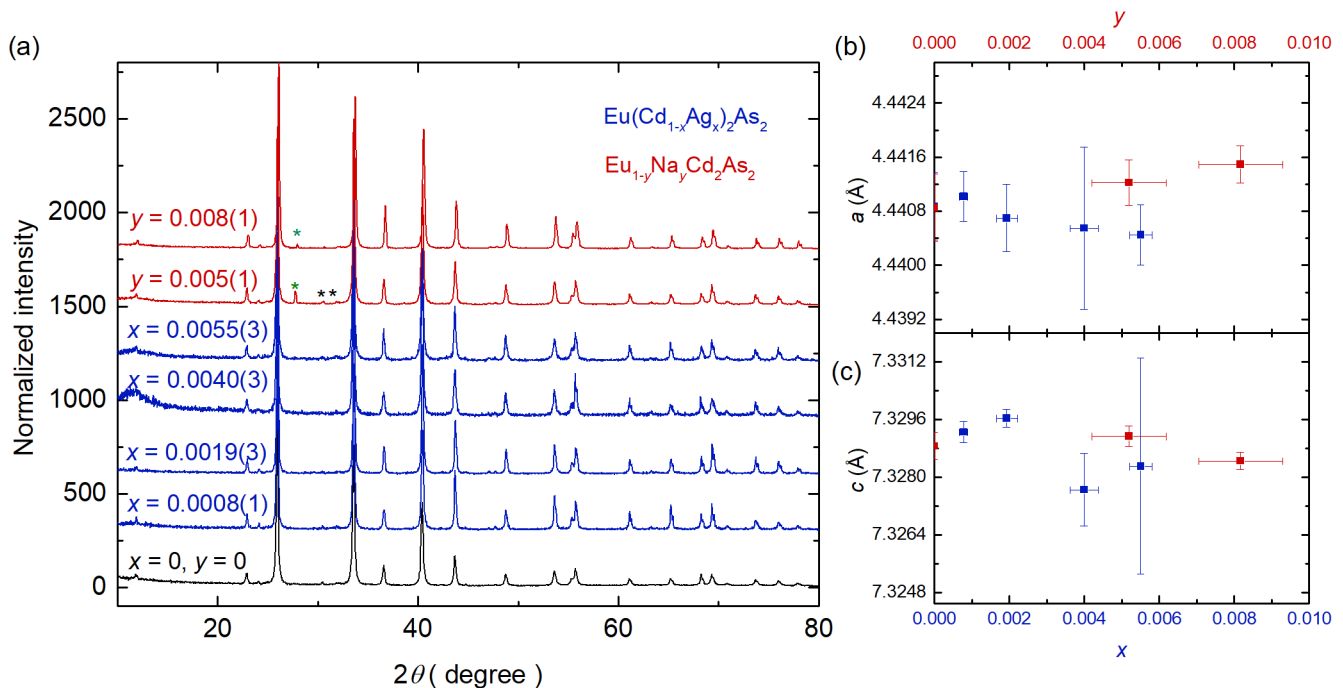 (a)
Normalized intensity
2500
2000
1500
1000
500
0
Eu(Cd1-xAgx)2As2
Eu1-yNayCd2As2
y = 0.008(1)
*
y = 0.005(1)
*
**
x = 0.0055(3)
x = 0.0040(3)
x = 0.0019(3)
x = 0.0008(1)
x = 0, y = 0
20
40
60
80
2θ ( degree )
(b)
y
0.000
0.002
0.004
0.006
0.008
0.010
a (Å)
4.4424
4.4416
4.4408
4.4400
4.4392
(c)
c (Å)
7.3312
7.3296
7.3280
7.3264
7.3248
0.000
0.002
0.004
0.006
0.008
0.010
x